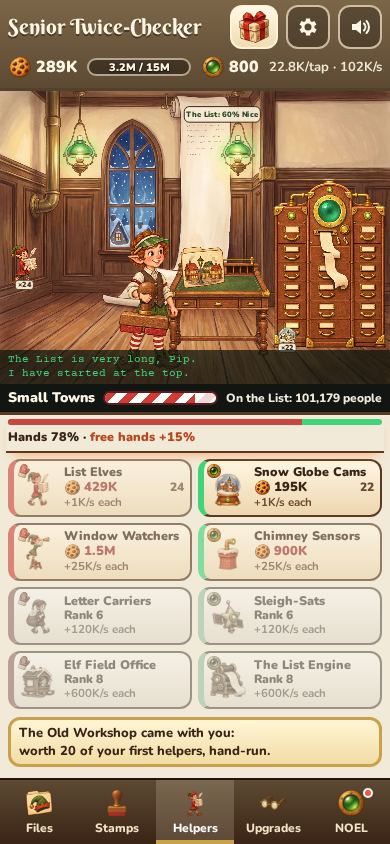 Senior Twice-Checker
289K
3.2M / 15M
800
22.8K/tap · 102K/s
The List: 60% Nice
×24
×22
The List is very long, Pip.
I have started at the top.
Small Towns
On the List: 101,179 people
Hands 78% · free hands +15%
List Elves
429K
24
+1K/s each
Snow Globe Cams
195K
22
+1K/s each
Window Watchers
1.5M
+25K/s each
Chimney Sensors
900K
+25K/s each
Letter Carriers
Rank 6
+120K/s each
Sleigh-Sats
Rank 6
+120K/s each
Elf Field Office
Rank 8
+600K/s each
The List Engine
Rank 8
+600K/s each
The Old Workshop came with you:
worth 20 of your first helpers, hand-run.
Files
Stamps
Helpers
Upgrades
NOEL